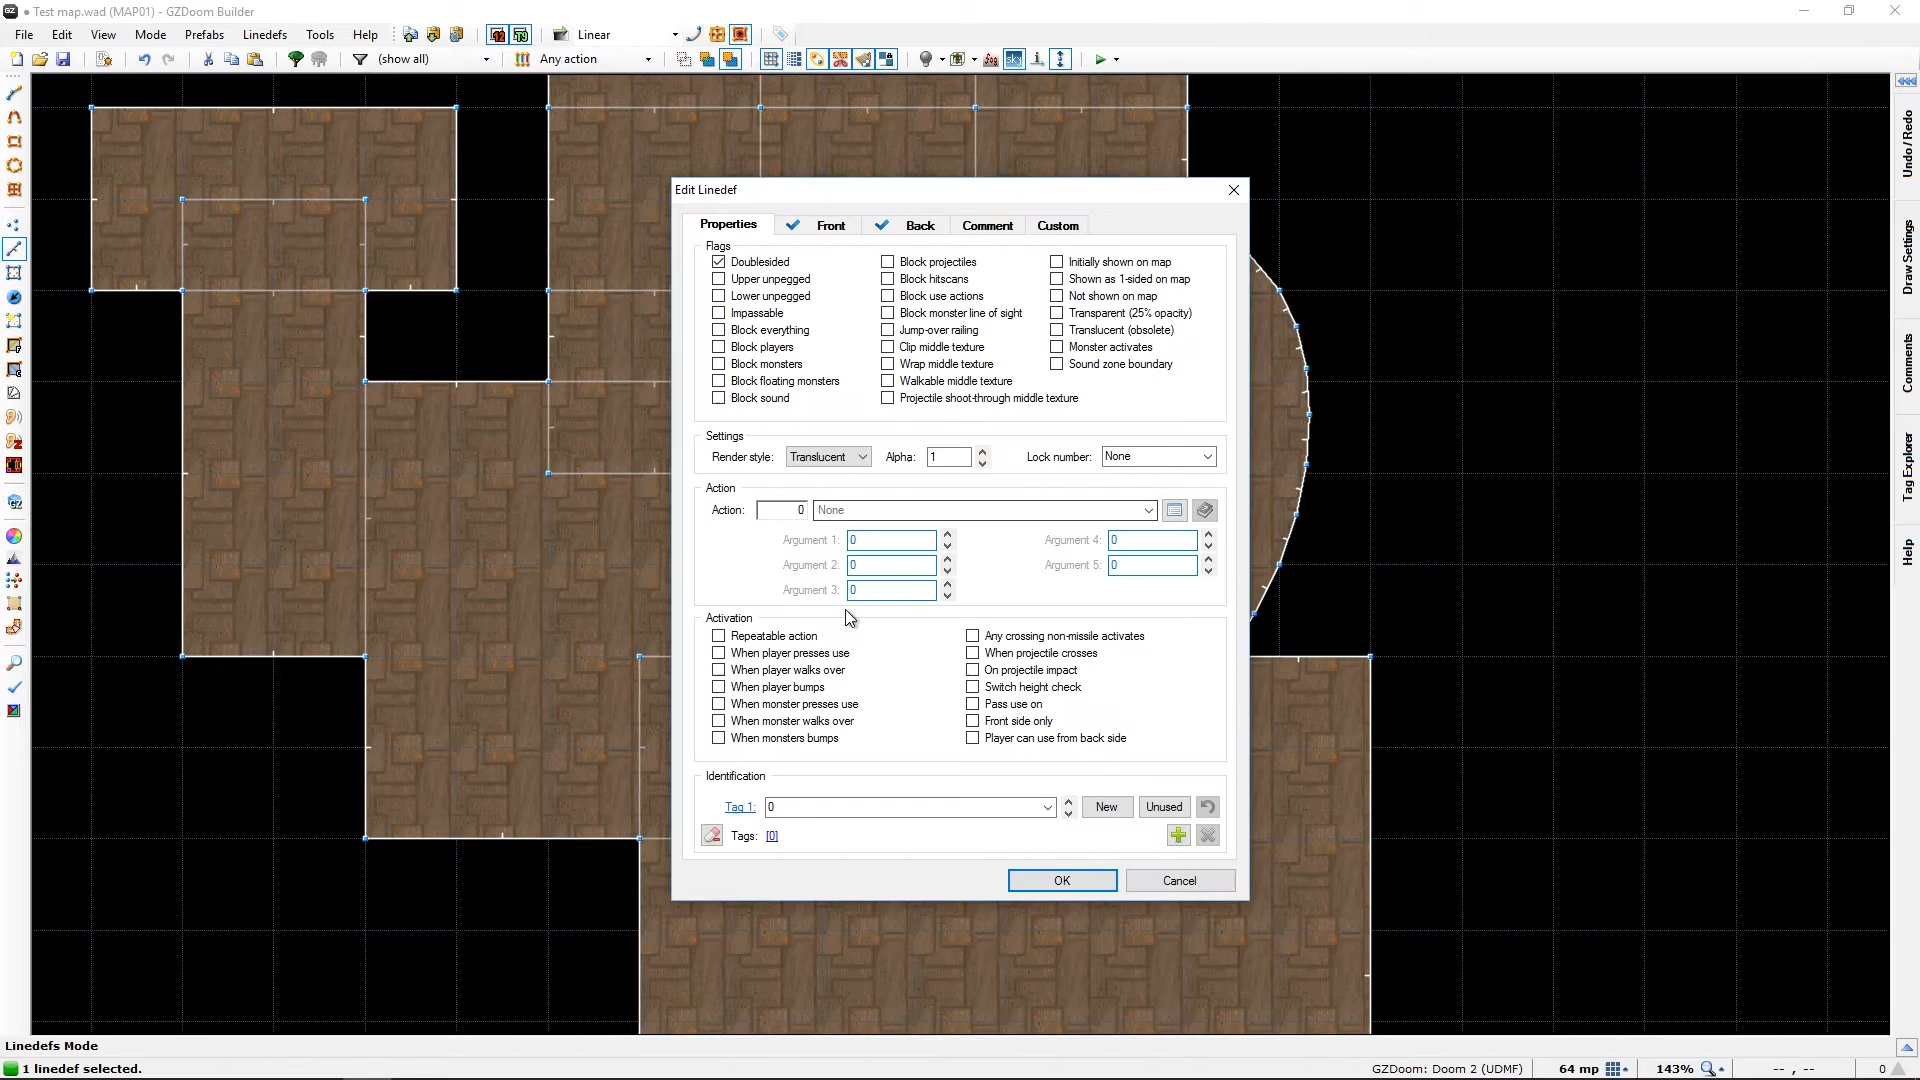 Test map.wad (MAP01) - GZDoom Builder
File Edit View Mode Prefabs Linedefs Tools Help Linear
(show all) Any action
Edit Linedef
Properties Front Back Comment Custom
Flags
Doublesided Block projectiles Initially shown on map
Upper unpegged Block hitscans Shown as 1-sided on map
Lower unpegged Block use actions Not shown on map
Impassable Block monster line of sight Transparent (25% opacity)
Block everything Jump-over railing Translucent (obsolete)
Block players Clip middle texture Monster activates
Block monsters Wrap middle texture Sound zone boundary
Block floating monsters Walkable middle texture
Block sound Projectile shoot-through middle texture
Settings
Render style: Translucent Alpha: 1 Lock number: None
Action
Action: 0 None
Argument 1: 0 Argument 4: 0
Argument 2: 0 Argument 5: 0
Argument 3: 0
Activation
Repeatable action Any crossing non-missile activates
When player presses use When projectile crosses
When player walks over On projectile impact
When player bumps Switch height check
When monster presses use Pass use on
When monster walks over Front side only
When monsters bumps Player can use from back side
Identification
Tag 1: 0 New Unused
Tags: [0]
OK Cancel
Undo / Redo
Draw Settings
Comments
Tag Explorer
Help
Linedefs Mode
1 linedef selected. GZDoom: Doom 2 (UDMF) 64 mp 143% -- , -- 0